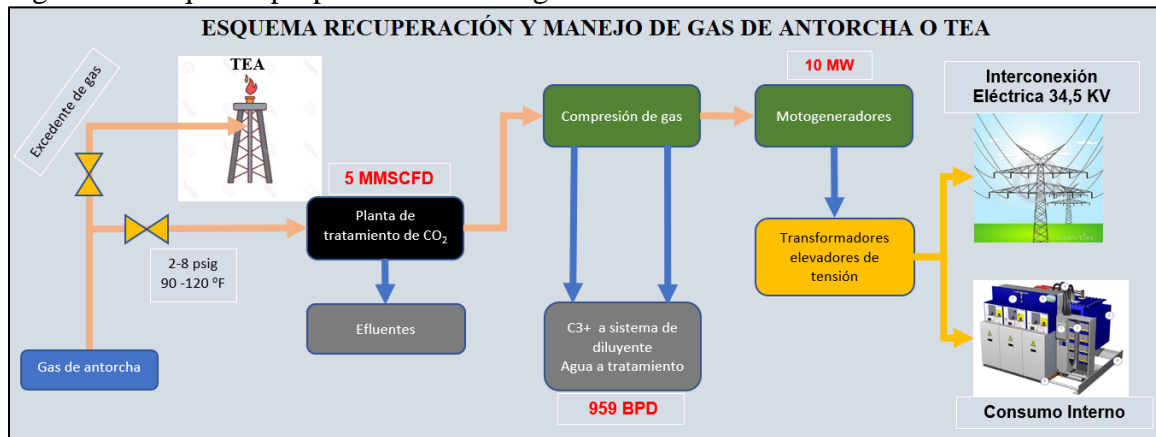 ESQUEMA RECUPERACIÓN Y MANEJO DE GAS DE ANTORCHA O TEA
Excedente de gas
TEA
5 MMSCFD
Planta de
tratamiento de CO₂
2-8 psig
90 -120 ºF
Efluentes
Gas de antorcha
Compresión de gas
C3+ a sistema de
diluyente
Agua a tratamiento
959 BPD
10 MW
Motogeneradores
Transformadores
elevadores de
tensión
Interconexión
Eléctrica 34,5 KV
Consumo Interno